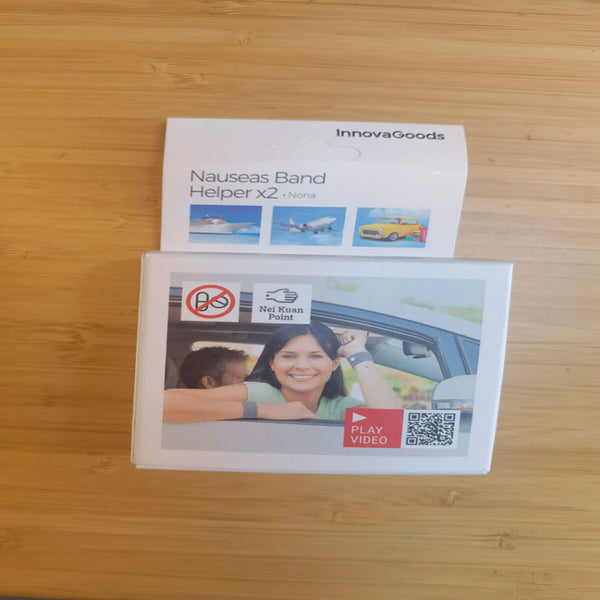 InnovaGoods
Nauseas Band
Helper x2 • Nona
Nei Kuan
Point
PLAY
VIDEO